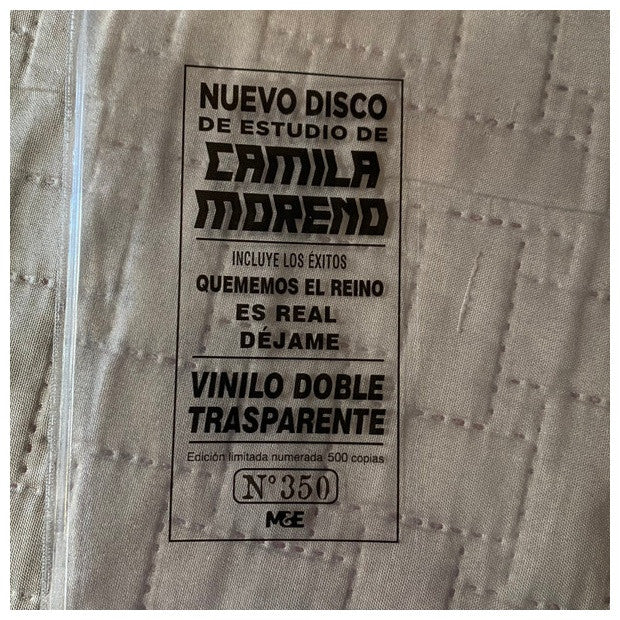 NUEVO DISCO
DE ESTUDIO DE
CAMILA
MORENO
INCLUYE LOS ÉXITOS
QUEMEMOS EL REINO
ES REAL
DÉJAME
VINILO DOBLE
TRASPARENTE
Edición limitada numerada 500 copias
N° 350
M&E